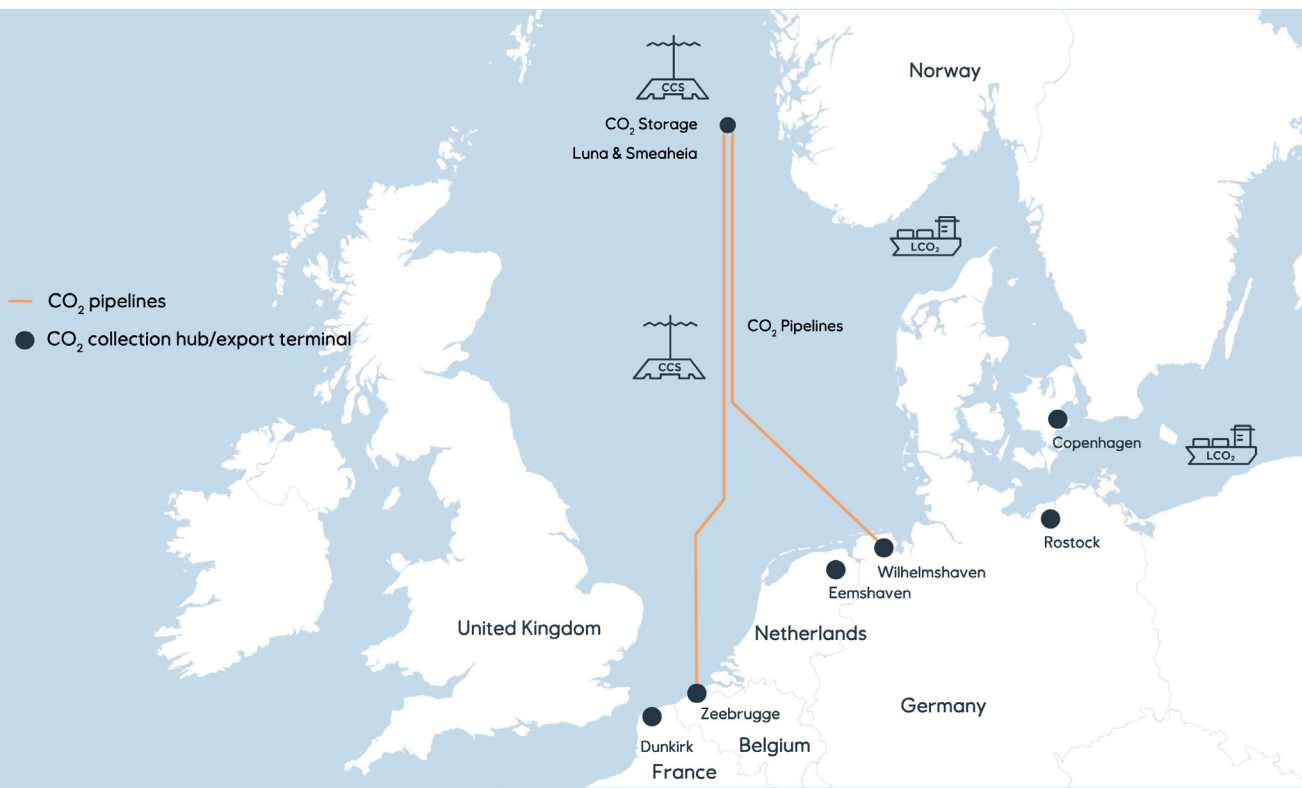 Norway
CCS
CO₂ Storage
Luna & Smeaheia
LCO₂
CO₂ pipelines
CO₂ collection hub/export terminal
CO₂ Pipelines
CCS
Copenhagen
LCO₂
Rostock
Wilhelmshaven
Eemshaven
United Kingdom
Netherlands
Germany
Zeebrugge
Dunkirk
Belgium
France